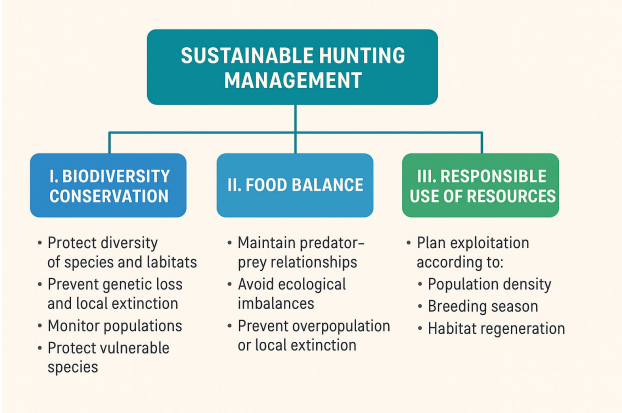 SUSTAINABLE HUNTING
MANAGEMENT
I. BIODIVERSITY
CONSERVATION
• Protect diversity
of species and labitats
• Prevent genetic loss
and local extinction
• Monitor populations
• Protect vulnerable
species
II. FOOD BALANCE
• Maintain predator–
prey relationships
• Avoid ecological
imbalances
• Prevent overpopulation
or local extinction
III. RESPONSIBLE
USE OF RESOURCES
• Plan exploitation
according to:
• Population density
• Breeding season
• Habitat regeneration